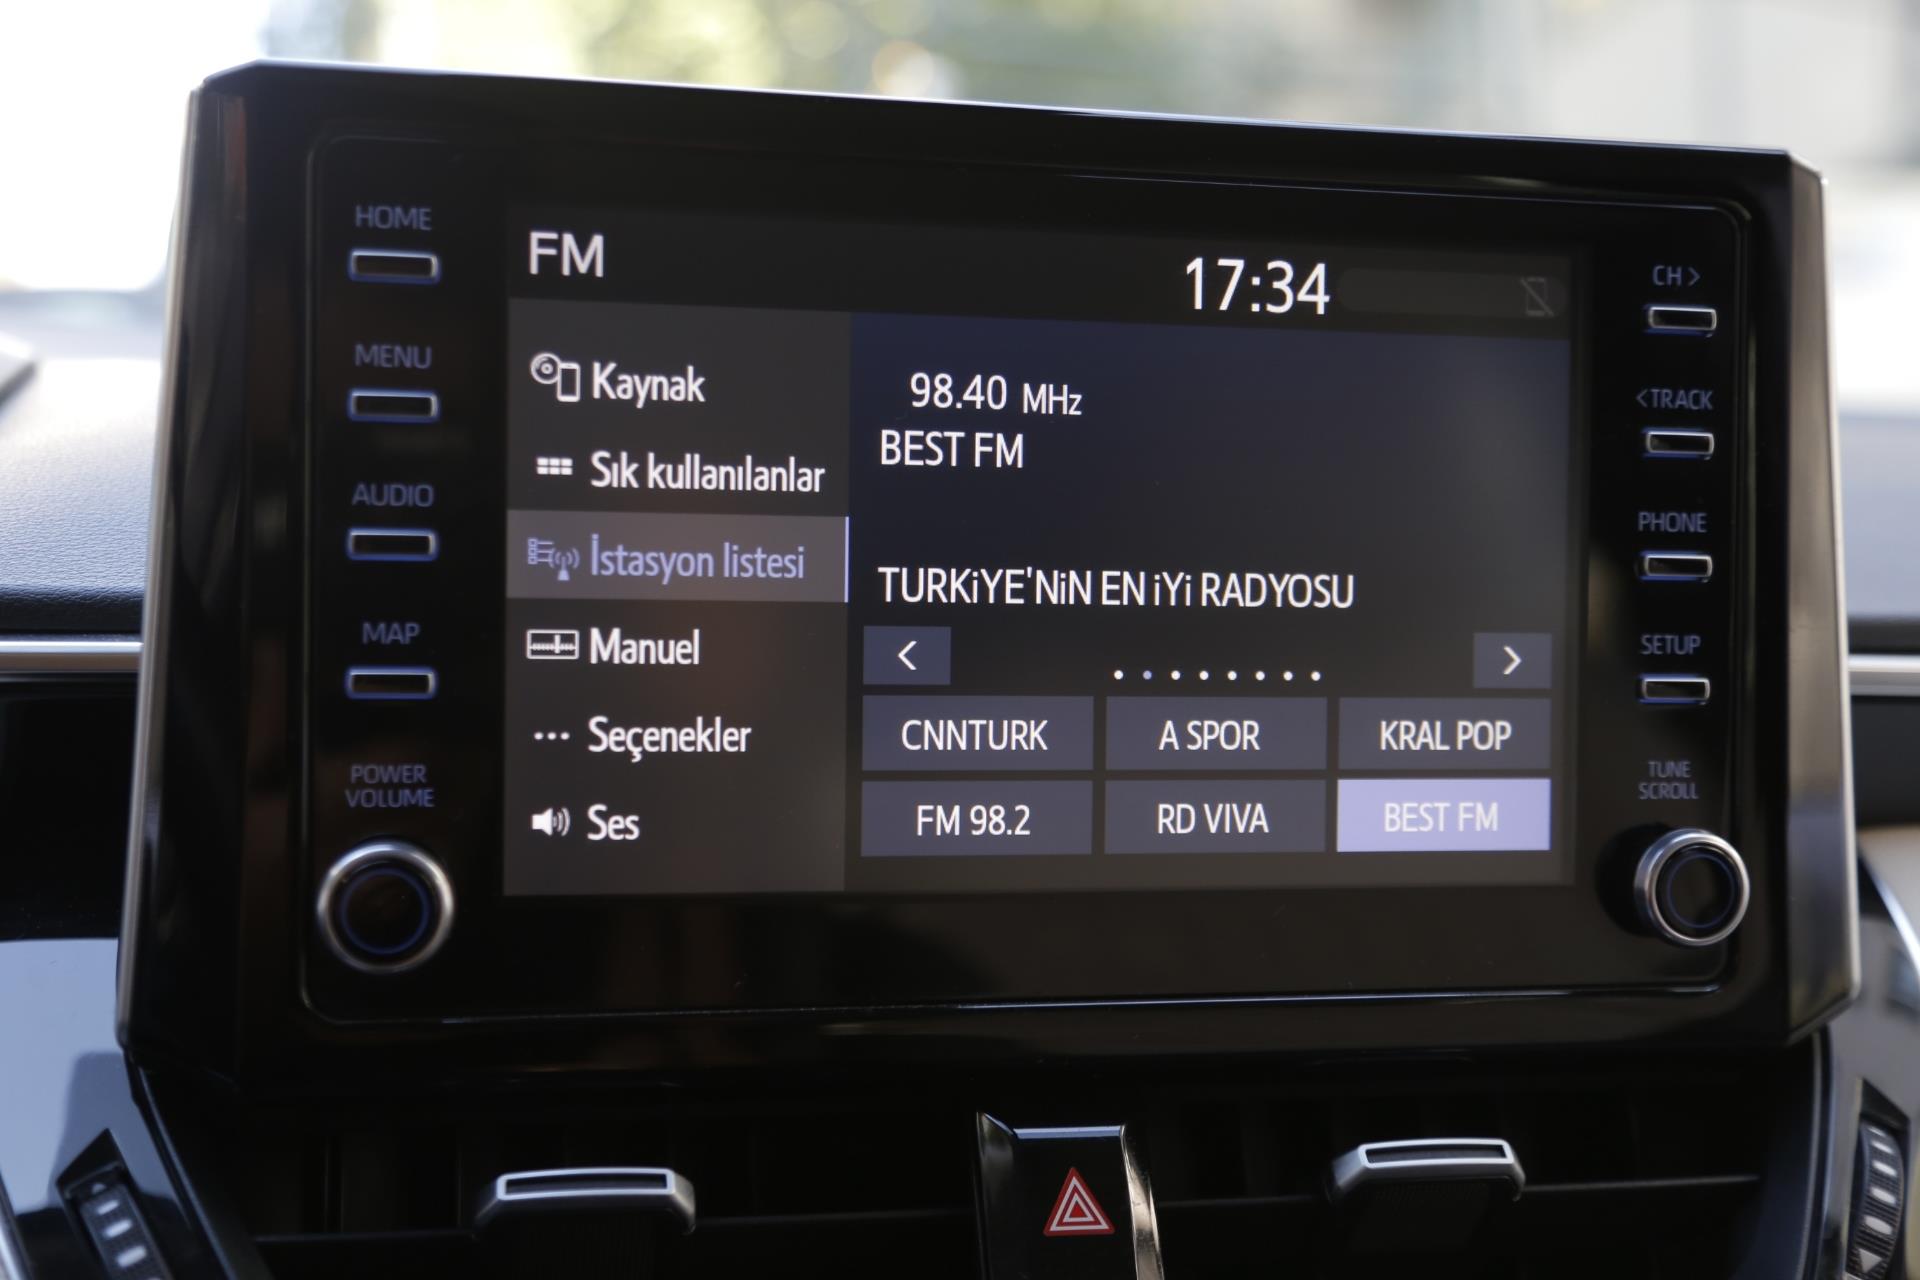 HOME
MENU
AUDIO
MAP
POWER
VOLUME
FM
17:34
Kaynak
Sık kullanılanlar
İstasyon listesi
Manuel
Seçenekler
Ses
98.40 MHz
BEST FM
TURKiYE'NiN EN iYi RADYOSU
CNNTURK
A SPOR
KRAL POP
FM 98.2
RD VIVA
BEST FM
CH >
< TRACK
PHONE
SETUP
TUNE
SCROLL